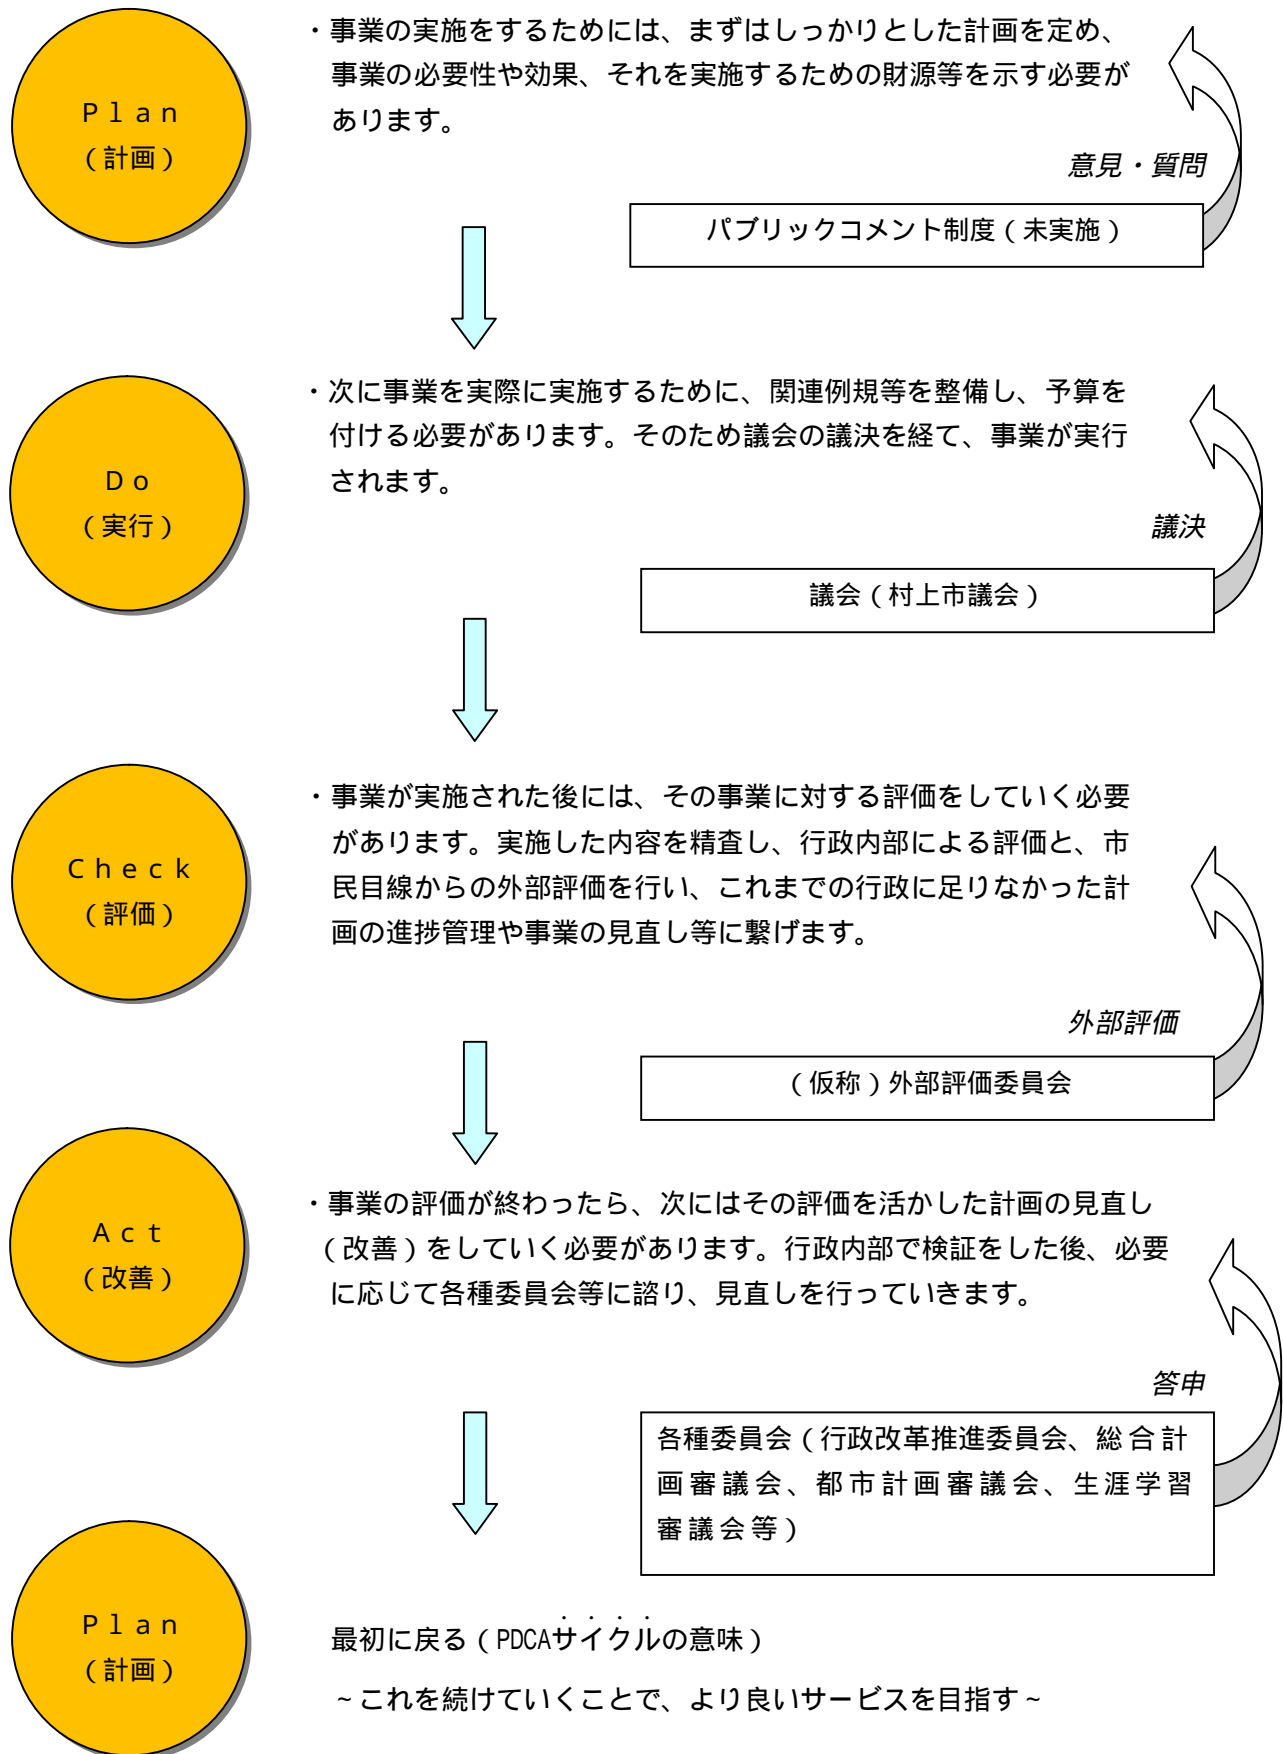 Ｐｌａｎ
（計画）
・事業の実施をするためには、まずはしっかりとした計画を定め、
事業の必要性や効果、それを実施するための財源等を示す必要が
あります。
意見・質問
パブリックコメント制度（未実施）
Ｄｏ
（実行）
・次に事業を実際に実施するために、関連例規等を整備し、予算を
付ける必要があります。そのため議会の議決を経て、事業が実行
されます。
議決
議会（村上市議会）
Ｃｈｅｃｋ
（評価）
・事業が実施された後には、その事業に対する評価をしていく必要
があります。実施した内容を精査し、行政内部による評価と、市
民目線からの外部評価を行い、これまでの行政に足りなかった計
画の進捗管理や事業の見直し等に繋げます。
外部評価
（仮称）外部評価委員会
Ａｃｔ
（改善）
・事業の評価が終わったら、次にはその評価を活かした計画の見直し
（改善）をしていく必要があります。行政内部で検証をした後、必要
に応じて各種委員会等に諮り、見直しを行っていきます。
答申
各種委員会（行政改革推進委員会、総合計
画審議会、都市計画審議会、生涯学習
審議会等）
Ｐｌａｎ
（計画）
最初に戻る（PDCAサイクルの意味）
～これを続けていくことで、より良いサービスを目指す～